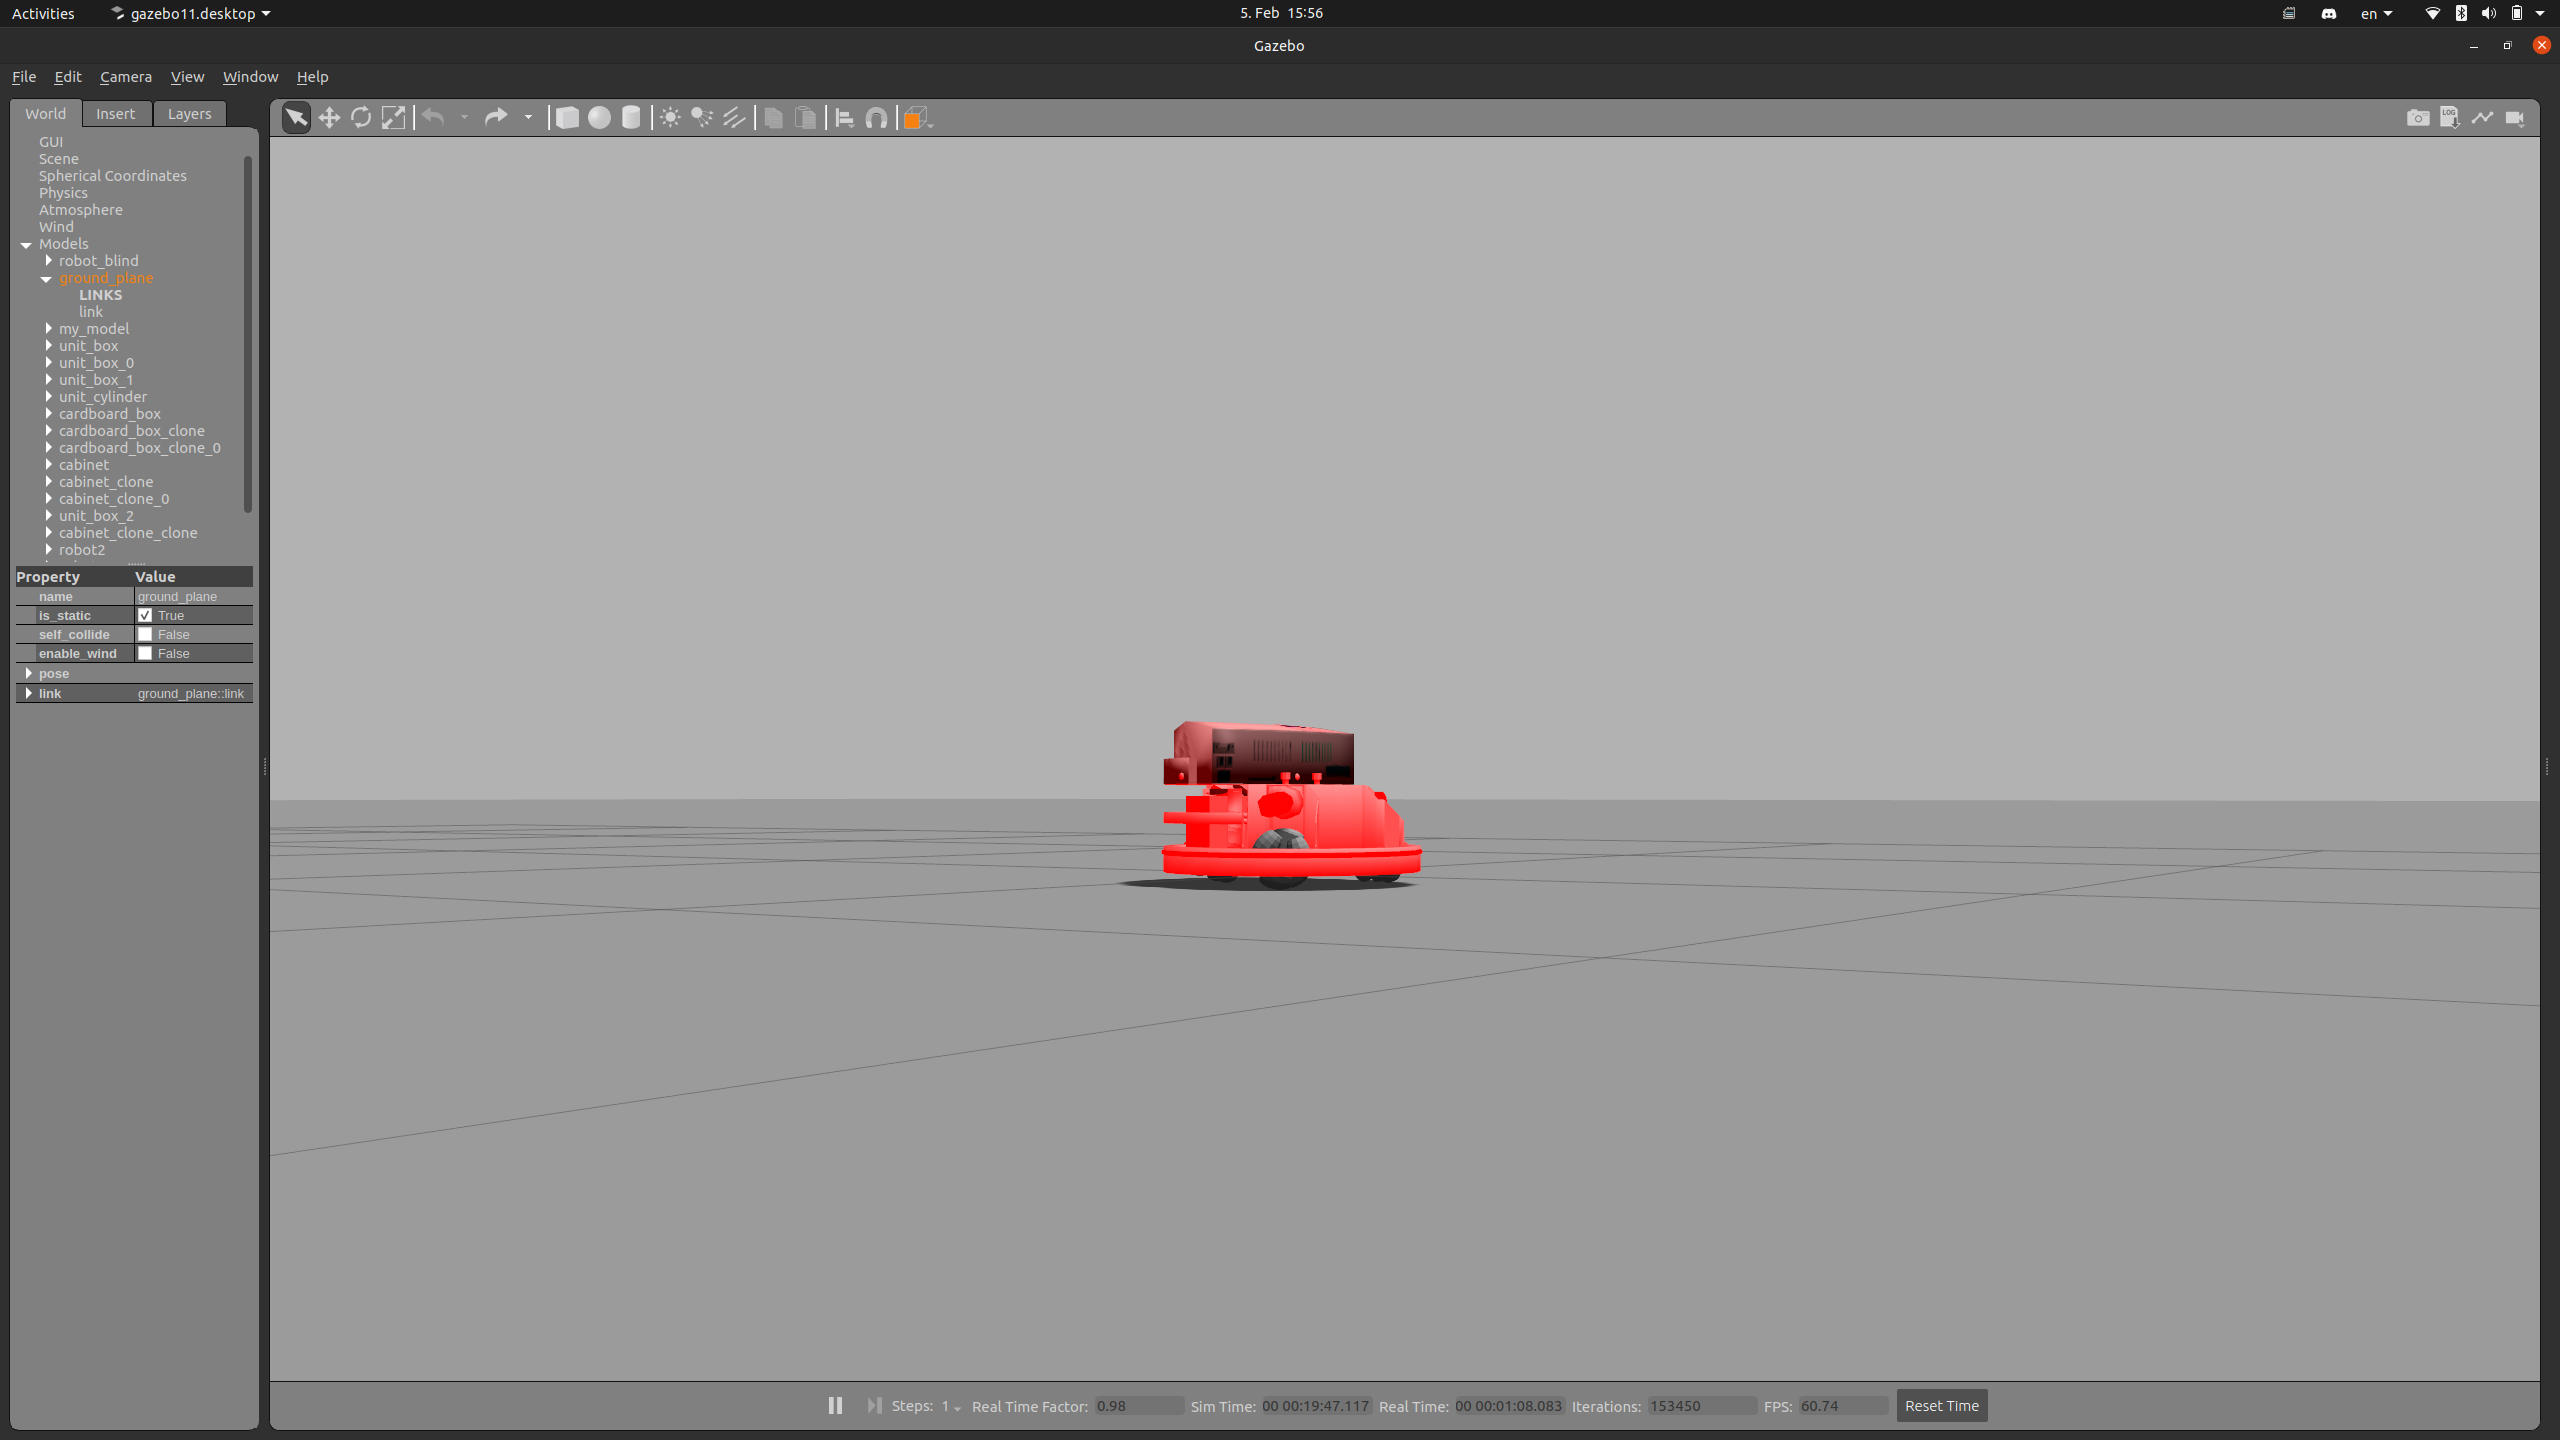 Activities gazebo11.desktop 5. Feb 15:56 en
Gazebo
File Edit Camera View Window Help
World Insert Layers
GUI
Scene
Spherical Coordinates
Physics
Atmosphere
Wind
Models
robot_blind
ground_plane
LINKS
link
my_model
unit_box
unit_box_0
unit_box_1
unit_cylinder
cardboard_box
cardboard_box_clone
cardboard_box_clone_0
cabinet
cabinet_clone
cabinet_clone_0
unit_box_2
cabinet_clone_clone
robot2
Property Value
name ground_plane
is_static True
self_collide False
enable_wind False
pose
link ground_plane::link
LOG
Steps: 1 Real Time Factor: 0.98 Sim Time: 00 00:19:47.117 Real Time: 00 00:01:08.083 Iterations: 153450 FPS: 60.74 Reset Time